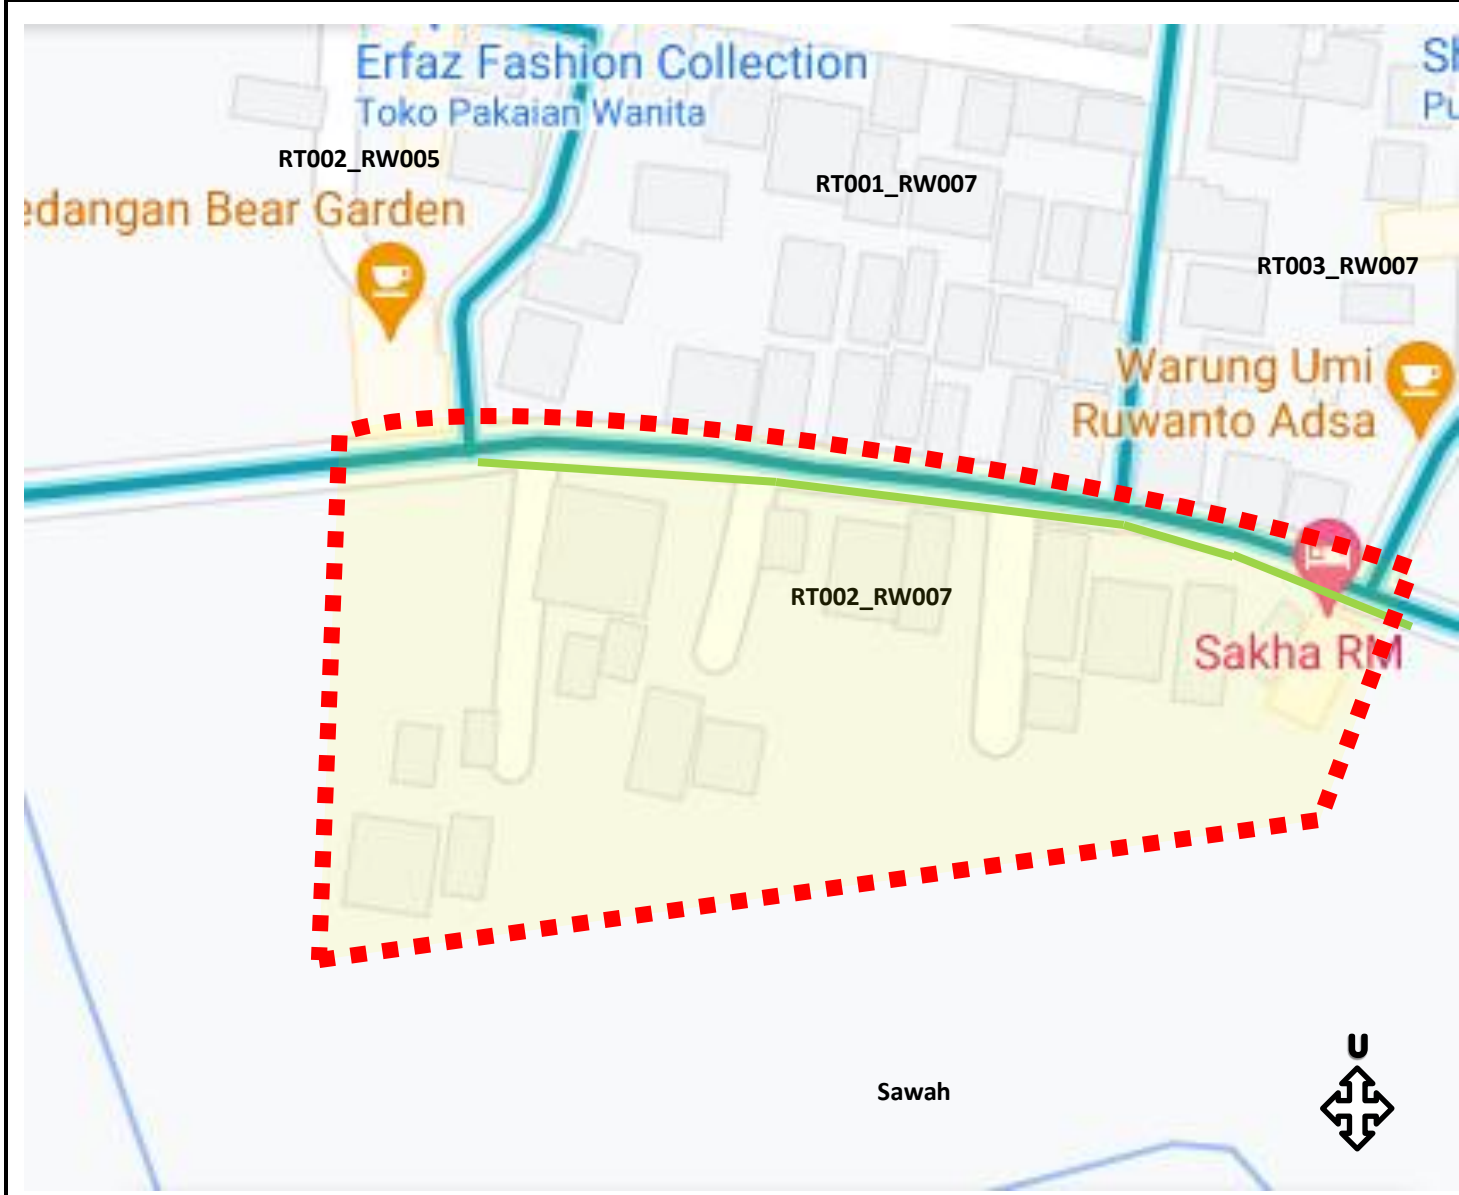 Erfaz Fashion Collection
Toko Pakaian Wanita
RT002_RW005
edangan Bear Garden
RT001_RW007
RT003_RW007
Warung Umi
Ruwanto Adsa
RT002_RW007
Sakha RM
Sawah
U